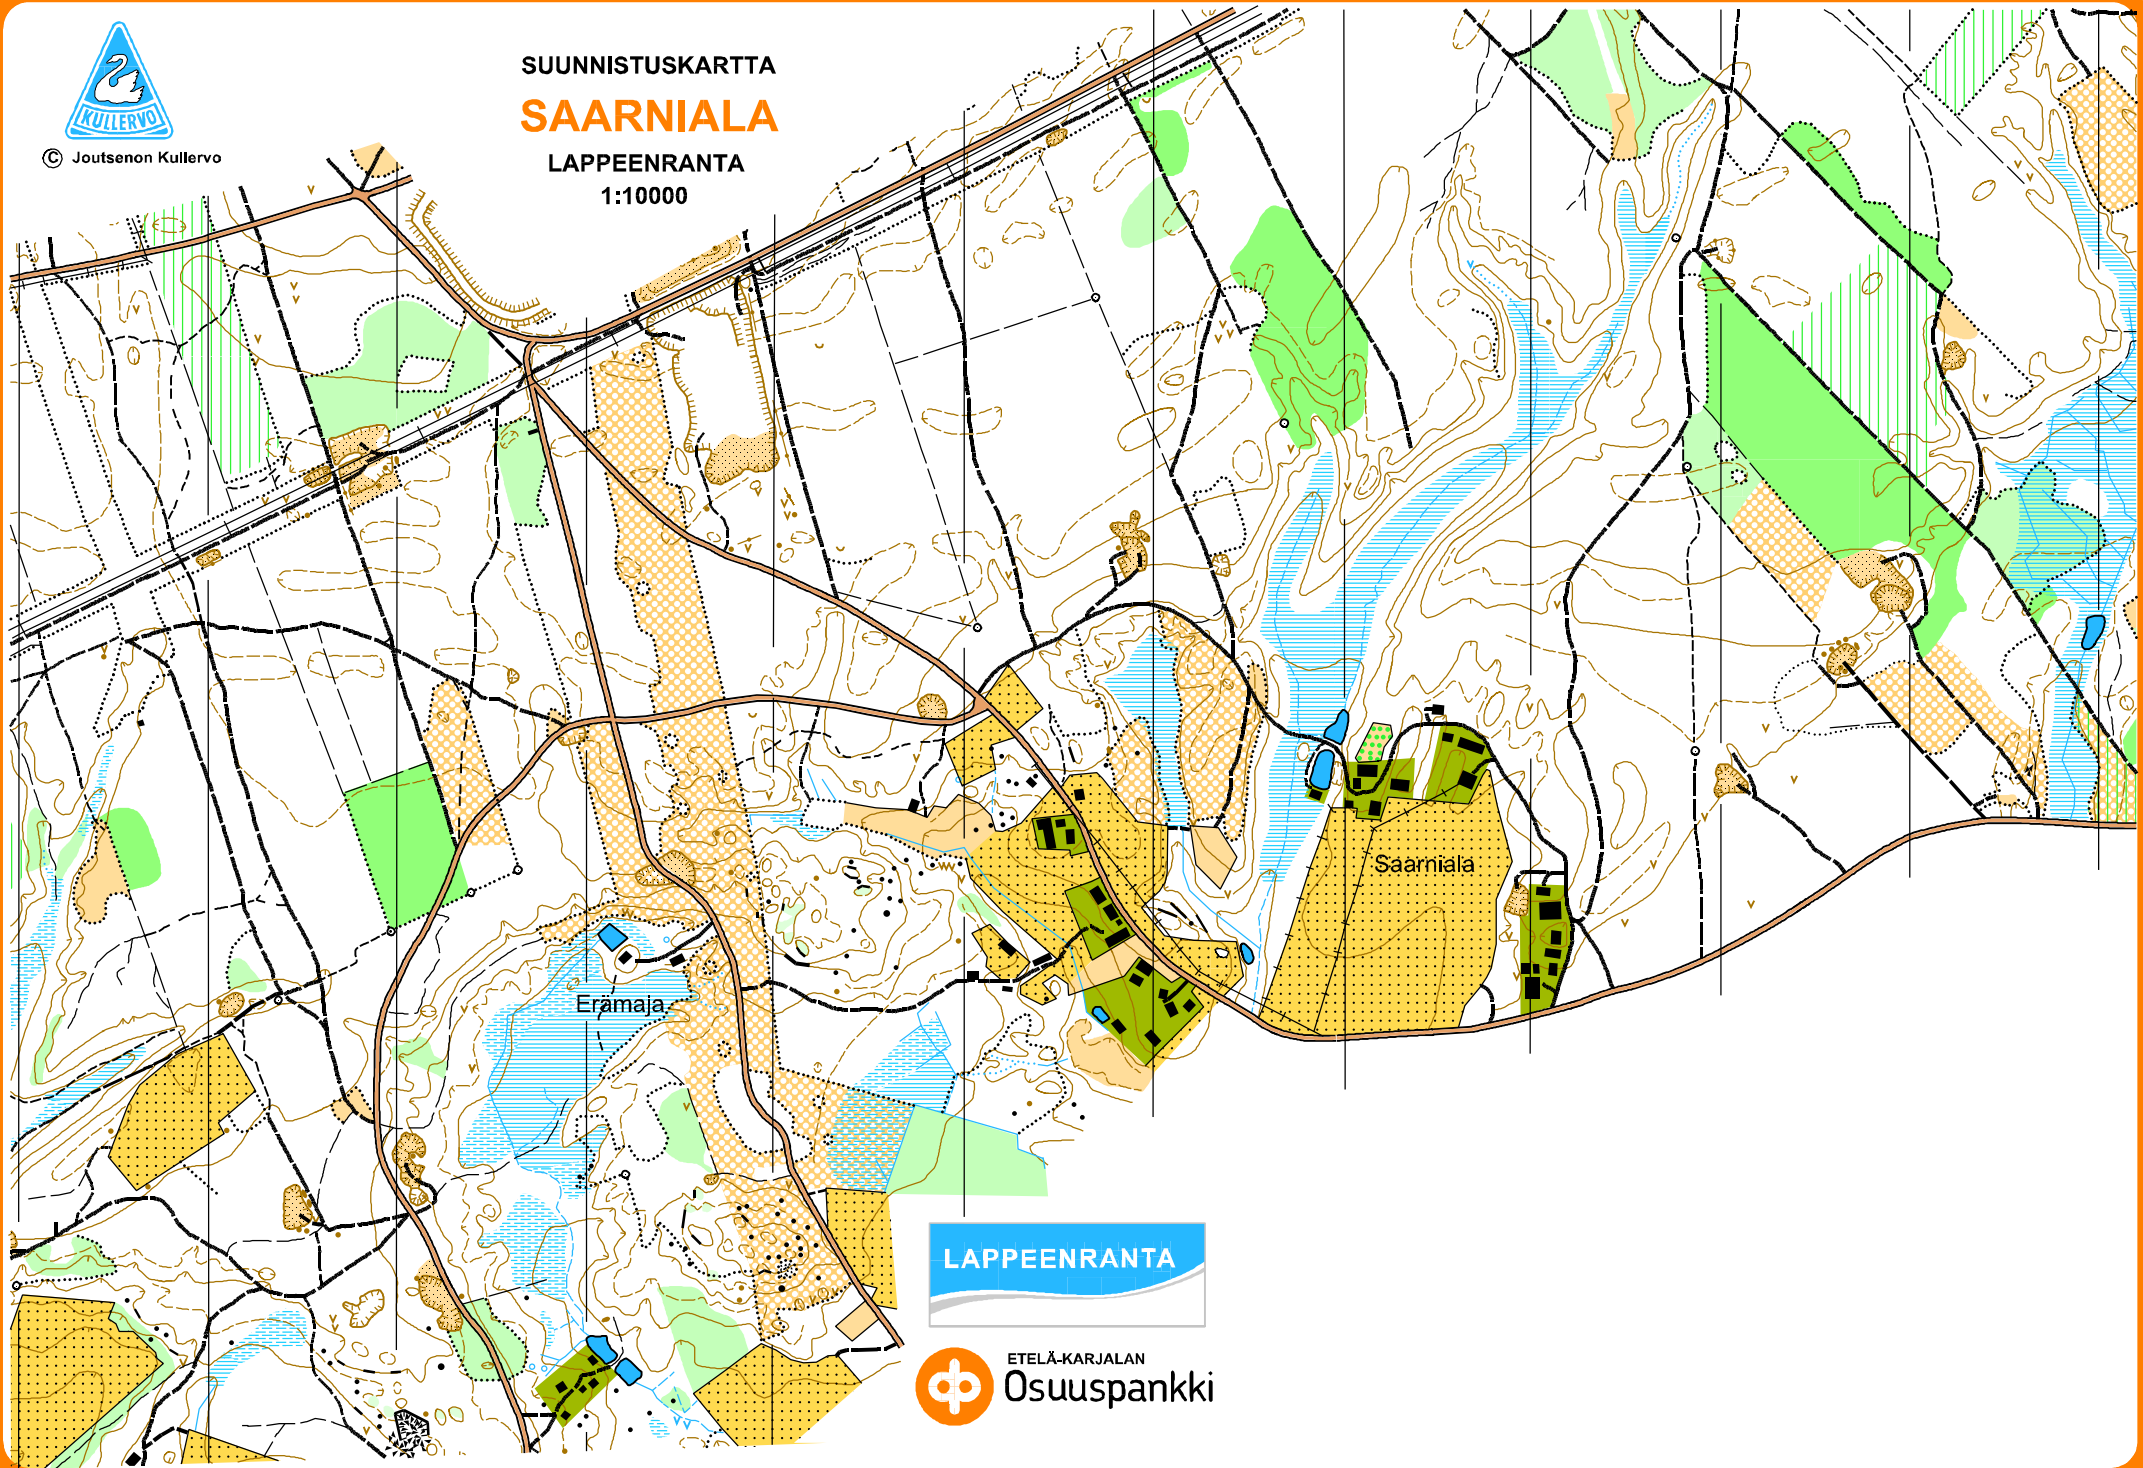 SUUNNISTUSKARTTA
SAARNIALA
LAPPEENRANTA
1:10000
KULLERVO
© Joutsenon Kullervo
Saarniala
Erämaja
LAPPEENRANTA
ETELÄ-KARJALAN
Osuuspankki